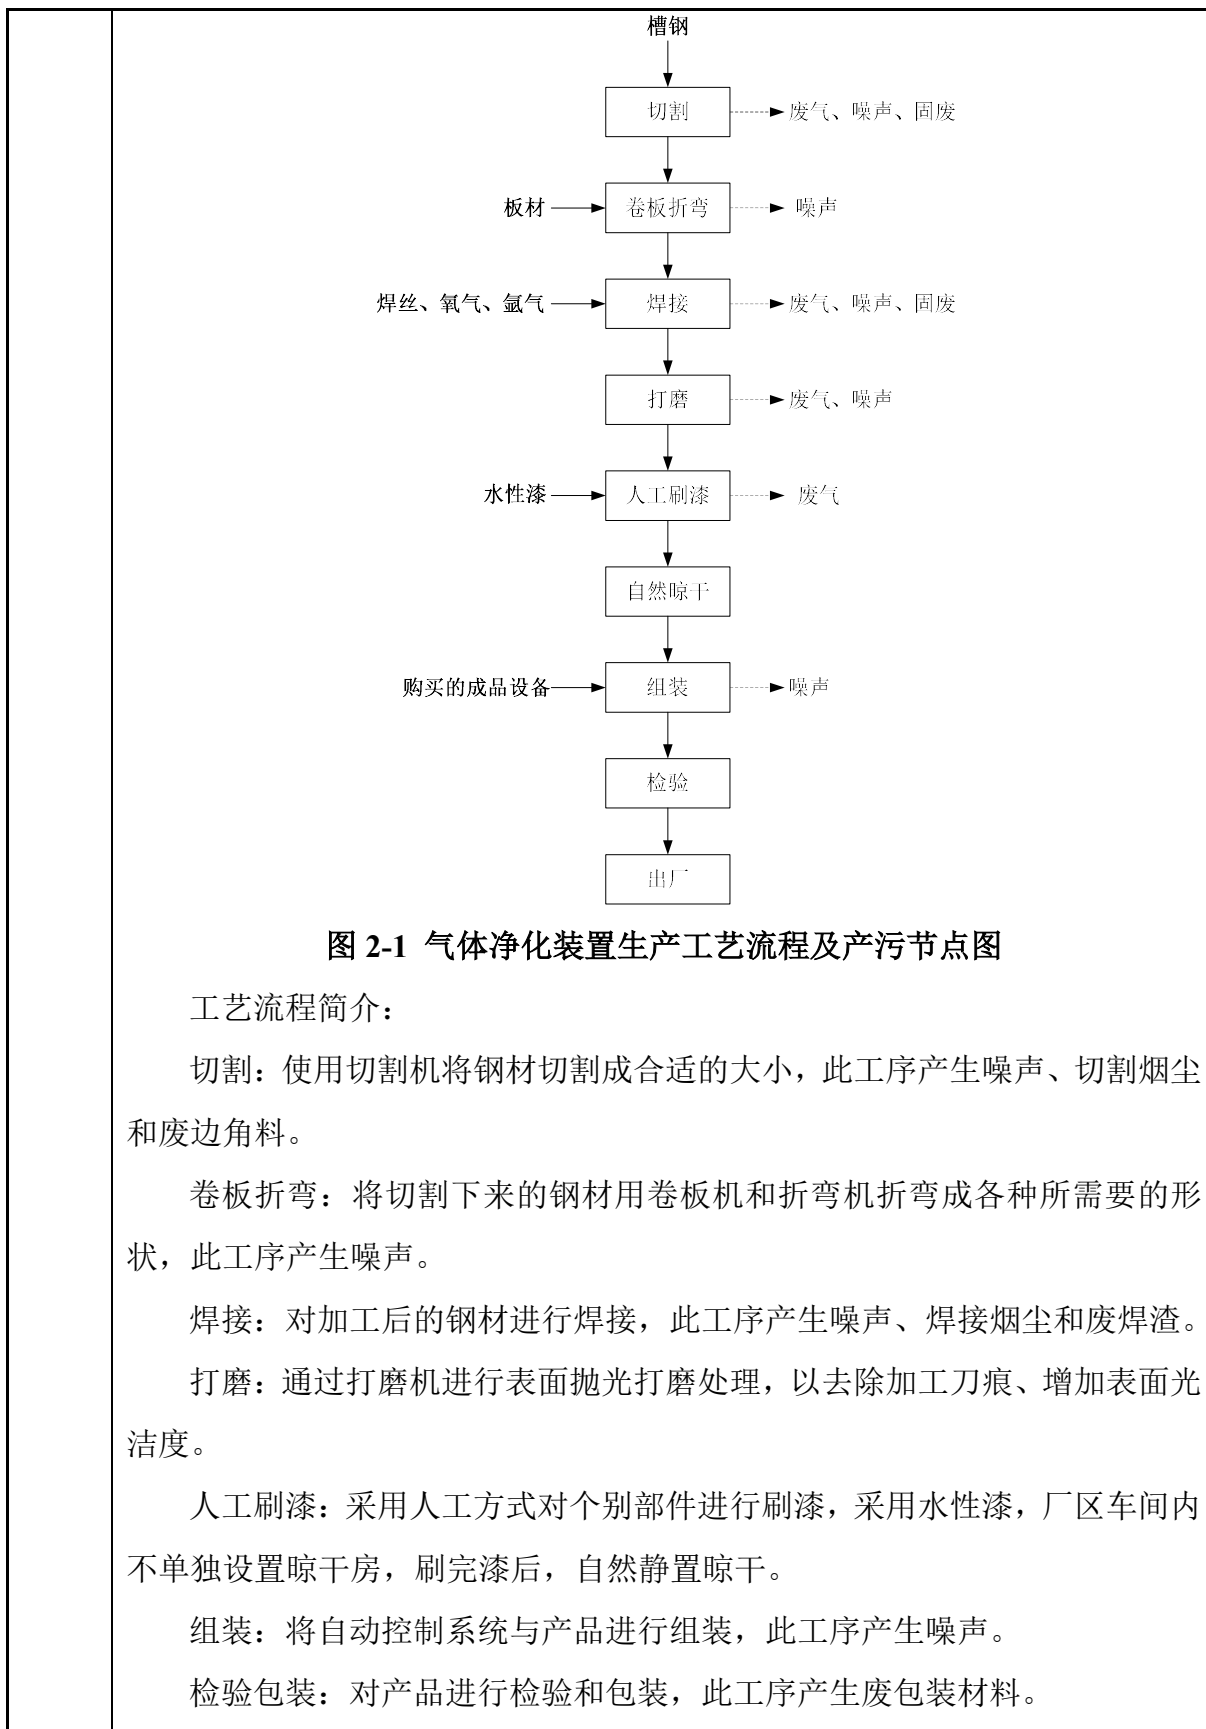 槽钢
切割
废气、噪声、固废
板材
卷板折弯
噪声
焊丝、氧气、氩气
焊接
废气、噪声、固废
打磨
废气、噪声
水性漆
人工刷漆
废气
自然晾干
购买的成品设备
组装
噪声
检验
出厂
图 2-1 气体净化装置生产工艺流程及产污节点图
工艺流程简介：
切割：使用切割机将钢材切割成合适的大小，此工序产生噪声、切割烟尘
和废边角料。
卷板折弯：将切割下来的钢材用卷板机和折弯机折弯成各种所需要的形
状，此工序产生噪声。
焊接：对加工后的钢材进行焊接，此工序产生噪声、焊接烟尘和废焊渣。
打磨：通过打磨机进行表面抛光打磨处理，以去除加工刀痕、增加表面光
洁度。
人工刷漆：采用人工方式对个别部件进行刷漆，采用水性漆，厂区车间内
不单独设置晾干房，刷完漆后，自然静置晾干。
组装：将自动控制系统与产品进行组装，此工序产生噪声。
检验包装：对产品进行检验和包装，此工序产生废包装材料。